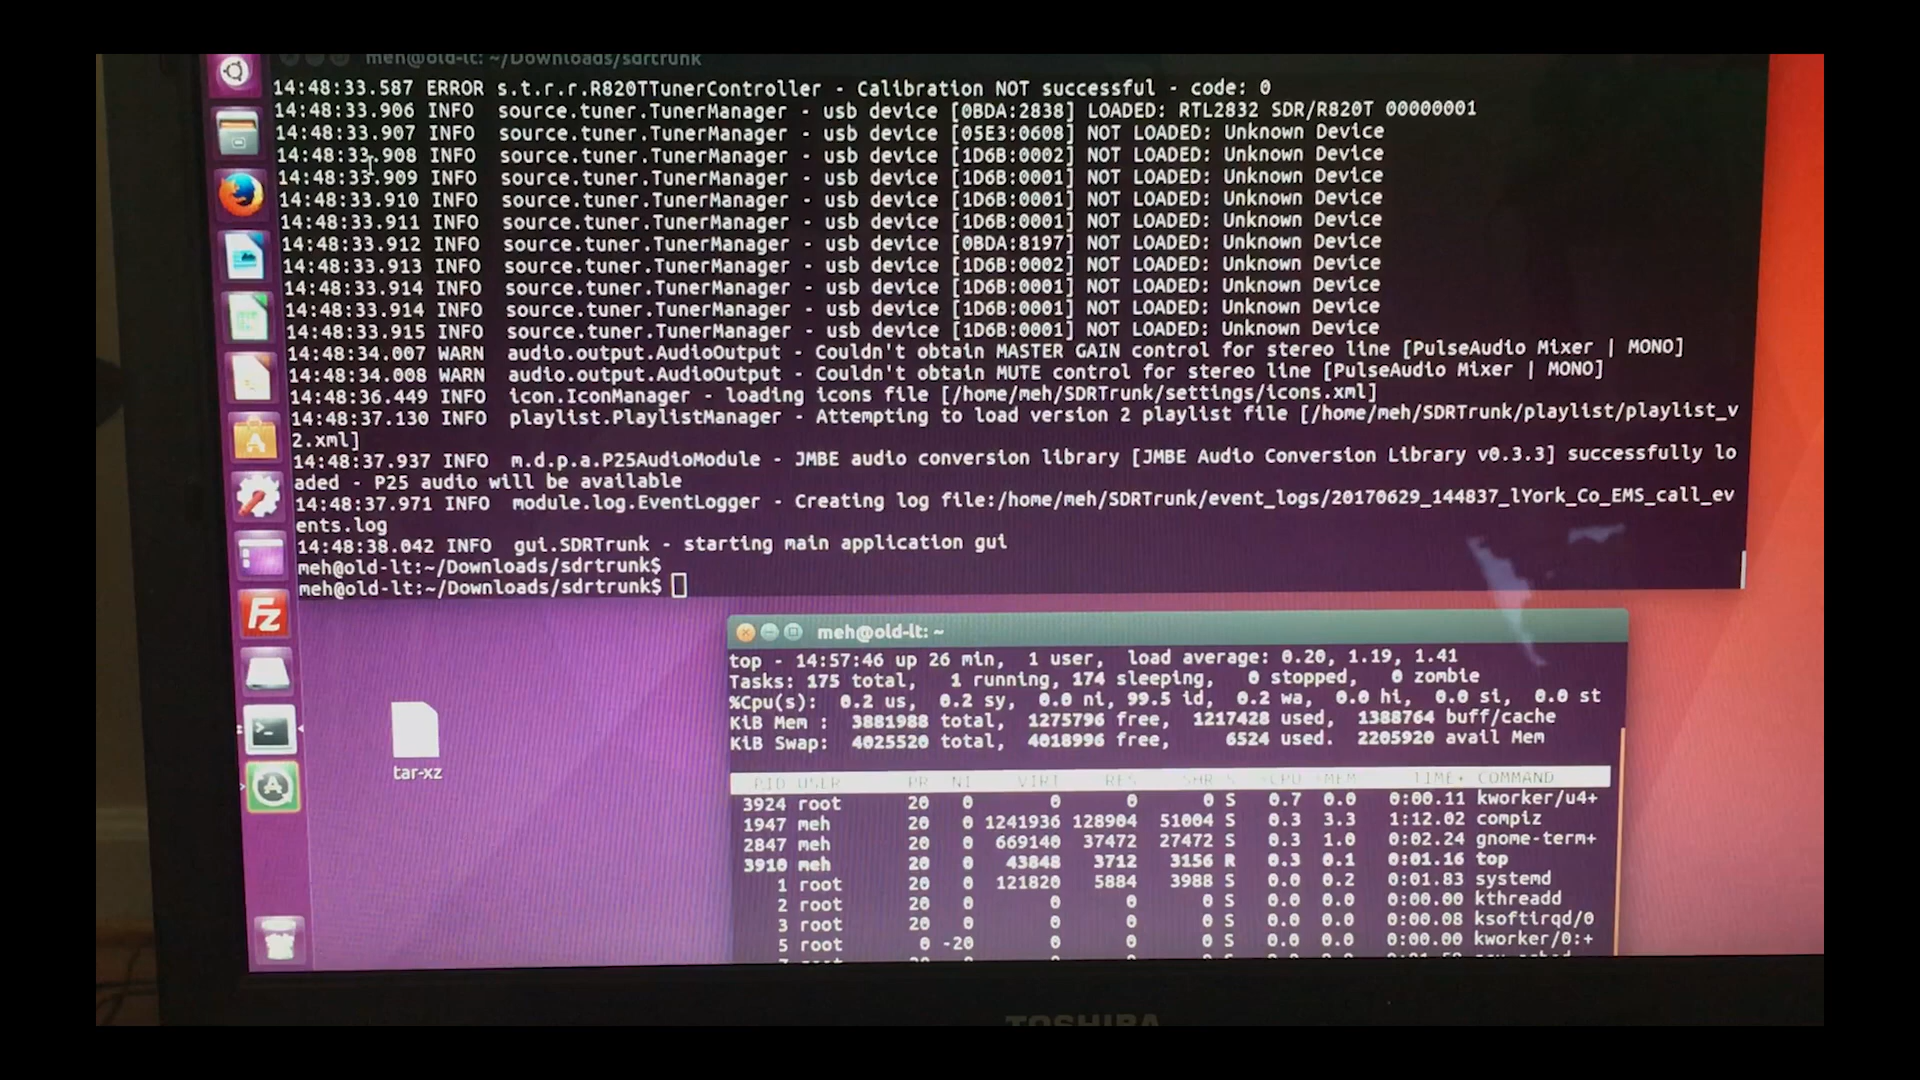 meh@old-lt: ~/Downloads/sdrtrunk
14:48:33.587 ERROR s.t.r.r.R820TTunerController - Calibration NOT successful - code: 0
14:48:33.906 INFO source.tuner.TunerManager - usb device [0BDA:2838] LOADED: RTL2832 SDR/R820T 00000001
14:48:33.907 INFO source.tuner.TunerManager - usb device [05E3:0608] NOT LOADED: Unknown Device
14:48:33.908 INFO source.tuner.TunerManager - usb device [1D6B:0002] NOT LOADED: Unknown Device
14:48:33.909 INFO source.tuner.TunerManager - usb device [1D6B:0001] NOT LOADED: Unknown Device
14:48:33.910 INFO source.tuner.TunerManager - usb device [1D6B:0001] NOT LOADED: Unknown Device
14:48:33.911 INFO source.tuner.TunerManager - usb device [1D6B:0001] NOT LOADED: Unknown Device
14:48:33.912 INFO source.tuner.TunerManager - usb device [0BDA:8197] NOT LOADED: Unknown Device
14:48:33.913 INFO source.tuner.TunerManager - usb device [1D6B:0002] NOT LOADED: Unknown Device
14:48:33.914 INFO source.tuner.TunerManager - usb device [1D6B:0001] NOT LOADED: Unknown Device
14:48:33.914 INFO source.tuner.TunerManager - usb device [1D6B:0001] NOT LOADED: Unknown Device
14:48:33.915 INFO source.tuner.TunerManager - usb device [1D6B:0001] NOT LOADED: Unknown Device
14:48:34.007 WARN audio.output.AudioOutput - Couldn't obtain MASTER GAIN control for stereo line [PulseAudio Mixer | MONO]
14:48:34.008 WARN audio.output.AudioOutput - Couldn't obtain MUTE control for stereo line [PulseAudio Mixer | MONO]
14:48:36.449 INFO icon.IconManager - loading icons file [/home/meh/SDRTrunk/settings/icons.xml]
14:48:37.130 INFO playlist.PlaylistManager - Attempting to load version 2 playlist file [/home/meh/SDRTrunk/playlist/playlist_v
2.xml]
14:48:37.937 INFO m.d.p.a.P25AudioModule - JMBE audio conversion library [JMBE Audio Conversion Library v0.3.3] successfully lo
aded - P25 audio will be available
14:48:37.971 INFO module.log.EventLogger - Creating log file:/home/meh/SDRTrunk/event_logs/20170629_144837_lYork_Co_EMS_call_ev
ents.log
14:48:38.042 INFO gui.SDRTrunk - starting main application gui
meh@old-lt:~/Downloads/sdrtrunk$
meh@old-lt:~/Downloads/sdrtrunk$
meh@old-lt: ~
top - 14:57:46 up 26 min, 1 user, load average: 0.20, 1.19, 1.41
Tasks: 175 total, 1 running, 174 sleeping, 0 stopped, 0 zombie
%Cpu(s): 0.2 us, 0.2 sy, 0.0 ni, 99.5 id, 0.2 wa, 0.0 hi, 0.0 si, 0.0 st
KiB Mem : 3881988 total, 1275796 free, 1217428 used, 1388764 buff/cache
KiB Swap: 4025520 total, 4018996 free, 6524 used. 2205920 avail Mem
PID USER PR NI VIRT RES SHR S %CPU %MEM TIME+ COMMAND
3924 root 20 0 0 0 0 S 0.7 0.0 0:00.11 kworker/u4+
1947 meh 20 0 1241936 128904 51004 S 0.3 3.3 1:12.02 compiz
2847 meh 20 0 669140 37472 27472 S 0.3 1.0 0:02.24 gnome-term+
3910 meh 20 0 43848 3712 3156 R 0.3 0.1 0:01.16 top
1 root 20 0 121820 5884 3988 S 0.0 0.2 0:01.83 systemd
2 root 20 0 0 0 0 S 0.0 0.0 0:00.00 kthreadd
3 root 20 0 0 0 0 S 0.0 0.0 0:00.08 ksoftirqd/0
5 root 0 -20 0 0 0 S 0.0 0.0 0:00.00 kworker/0:+
tar-xz
Fz
TOSHIBA